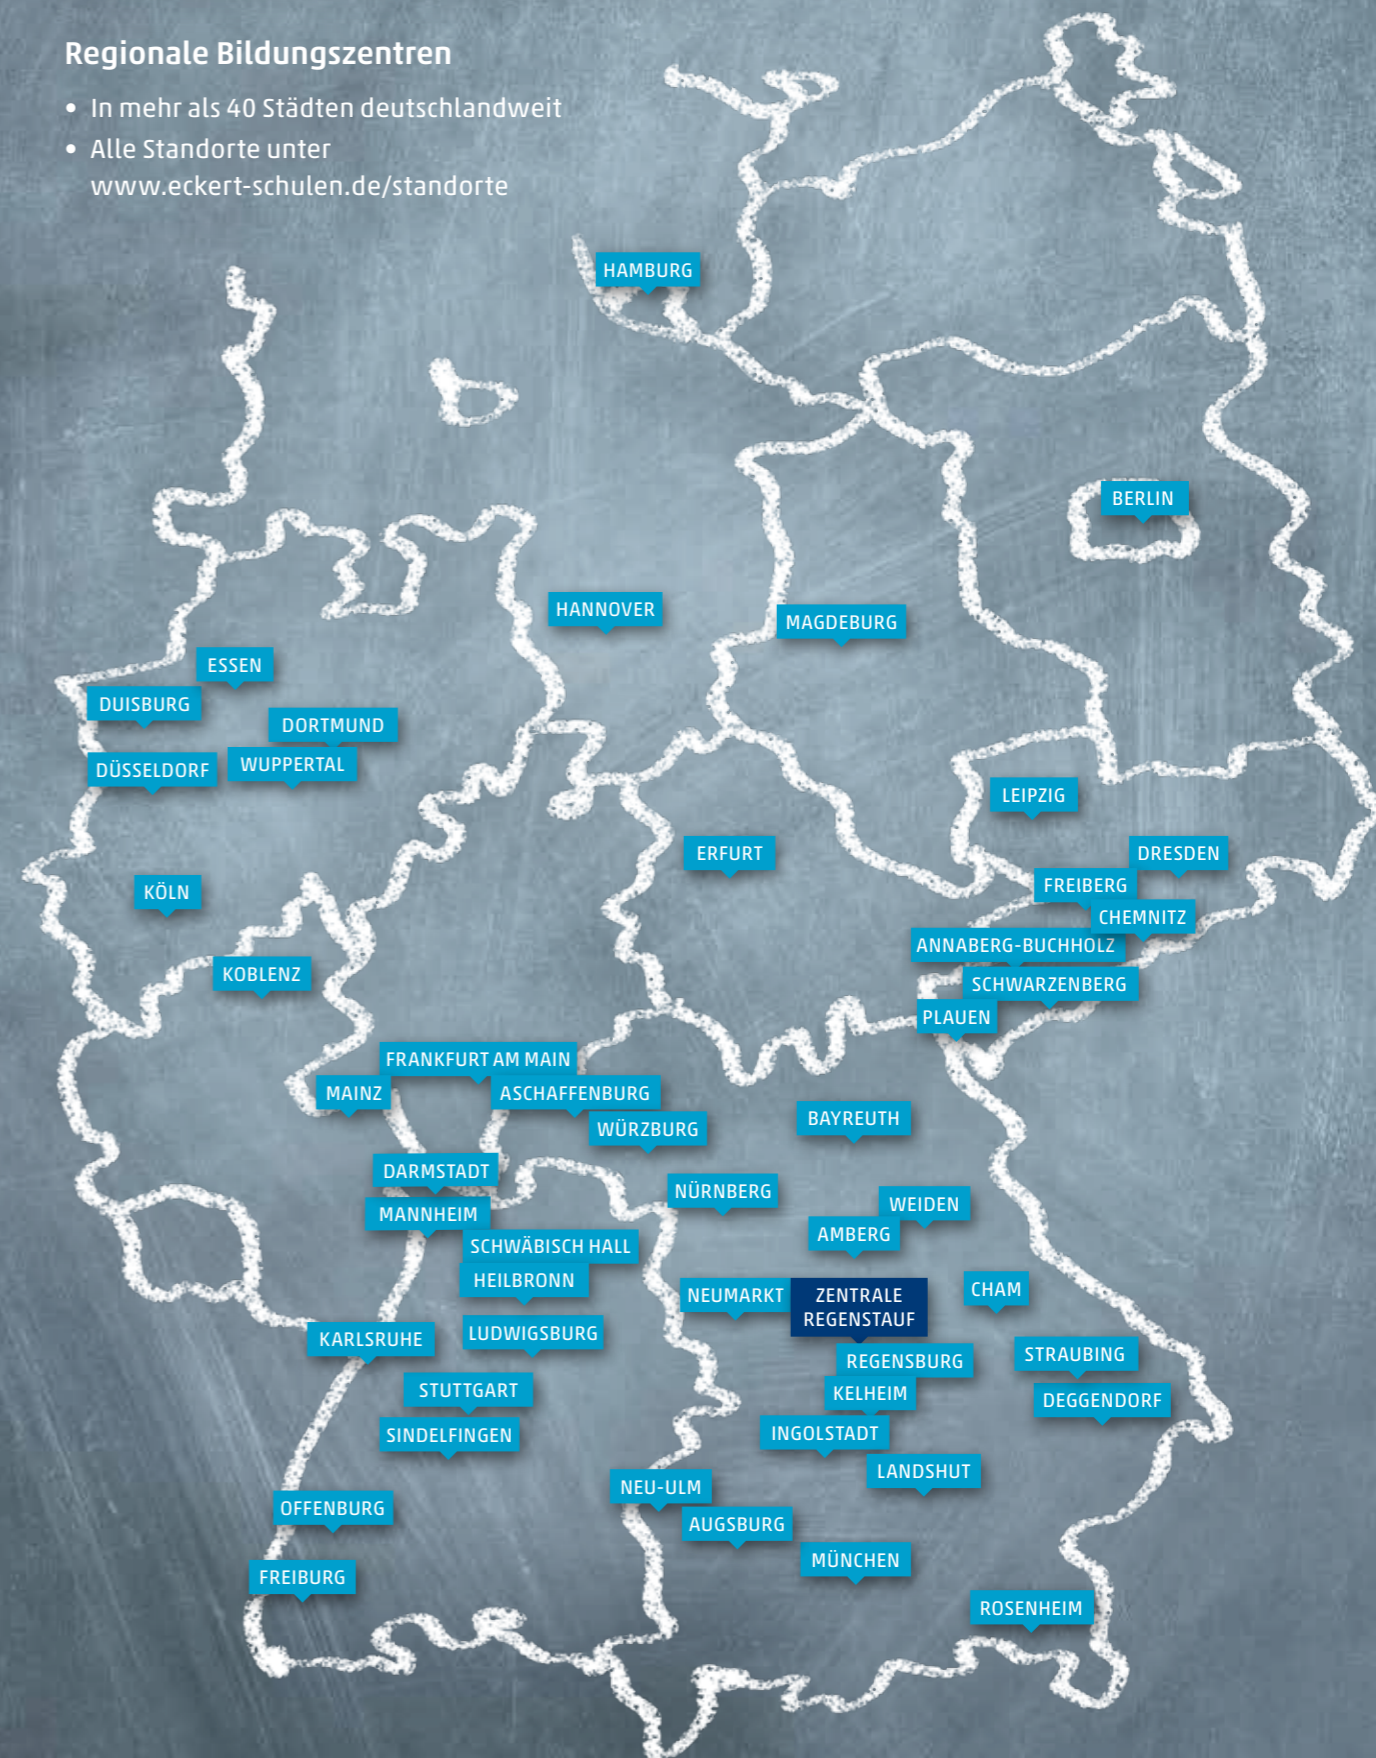 Regionale Bildungszentren
• In mehr als 40 Städten deutschlandweit
• Alle Standorte unter
www.eckert-schulen.de/standorte
HAMBURG
BERLIN
HANNOVER
MAGDEBURG
ESSEN
DUISBURG
DORTMUND
DÜSSELDORF
WUPPERTAL
LEIPZIG
ERFURT
DRESDEN
FREIBERG
KÖLN
CHEMNITZ
ANNABERG-BUCHHOLZ
KOBLENZ
SCHWARZENBERG
PLAUEN
FRANKFURT AM MAIN
MAINZ
ASCHAFFENBURG
WÜRZBURG
BAYREUTH
DARMSTADT
NÜRNBERG
WEIDEN
MANNHEIM
AMBERG
SCHWÄBISCH HALL
HEILBRONN
NEUMARKT
ZENTRALE
REGENSTAUF
CHAM
KARLSRUHE
LUDWIGSBURG
REGENSBURG
STRAUBING
STUTTGART
KELHEIM
DEGGENDORF
SINDELFINGEN
INGOLSTADT
LANDSHUT
NEU-ULM
OFFENBURG
AUGSBURG
MÜNCHEN
FREIBURG
ROSENHEIM